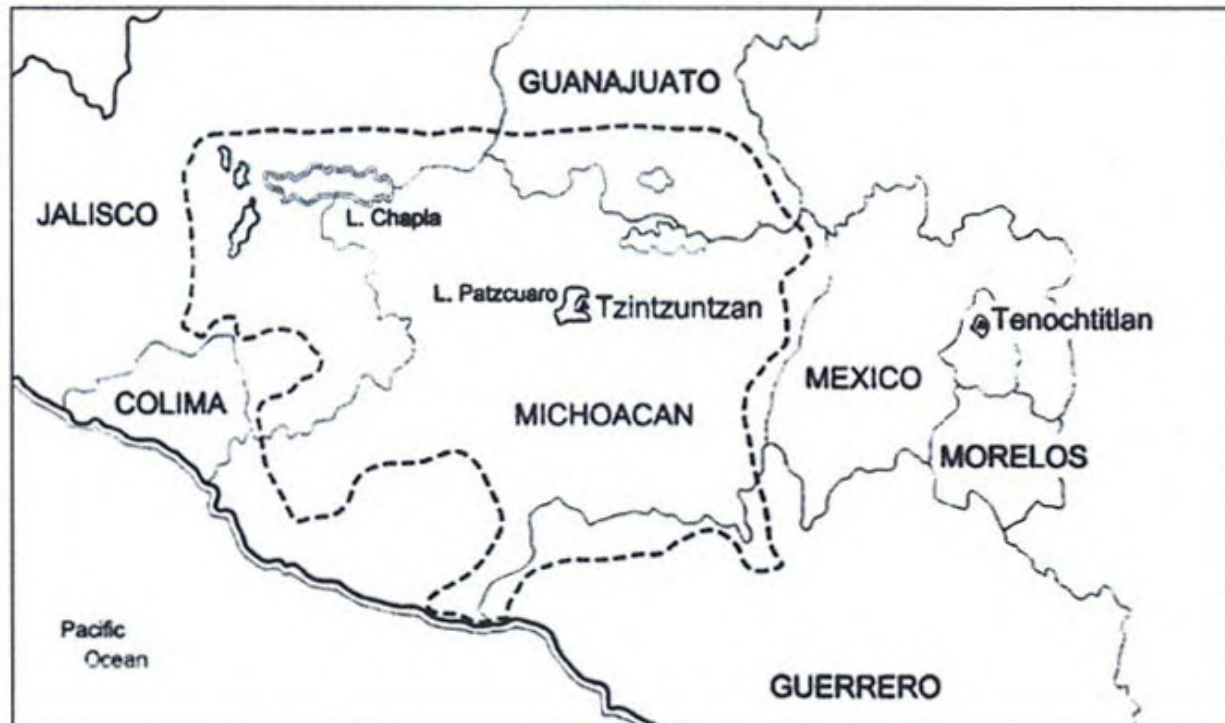 GUANAJUATO
JALISCO
L. Chapla
L. Patzcuaro
Tzintzuntzan
Tenochtitlan
COLIMA
MICHOACAN
MEXICO
MORELOS
Pacific
Ocean
GUERRERO